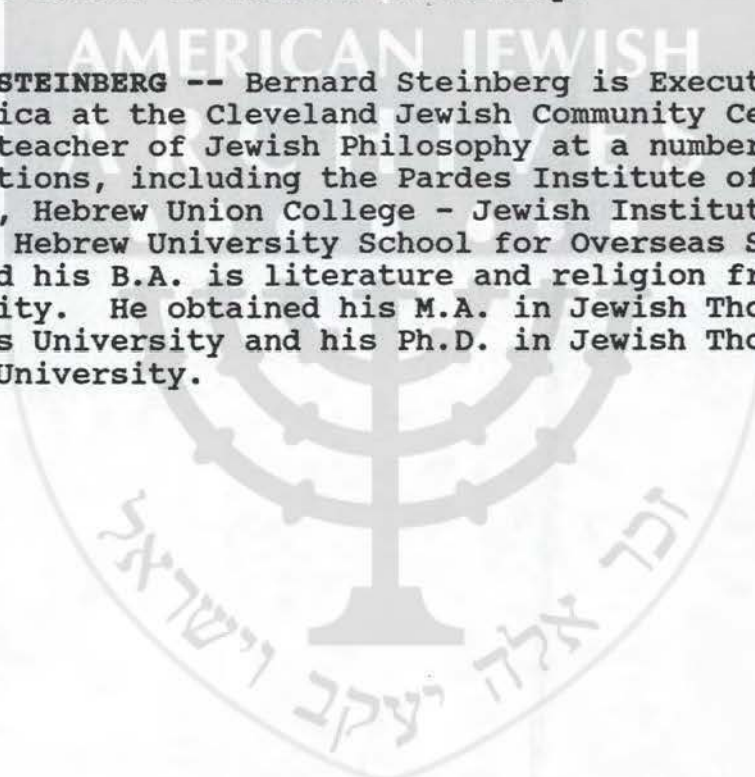 AMERICAN JEWISH
STEINBERG -- Bernard Steinberg is Execut
ica at the Cleveland Jewish Community Ce
teacher of Jewish Philosophy at a number
tions, including the Pardes Institute of
, Hebrew Union College - Jewish Institut
Hebrew University School for Overseas S
d his B.A. is literature and religion fr
ity. He obtained his M.A. in Jewish Tho
s University and his Ph.D. in Jewish Tho
University.
זכר אלה יעקב וישראל